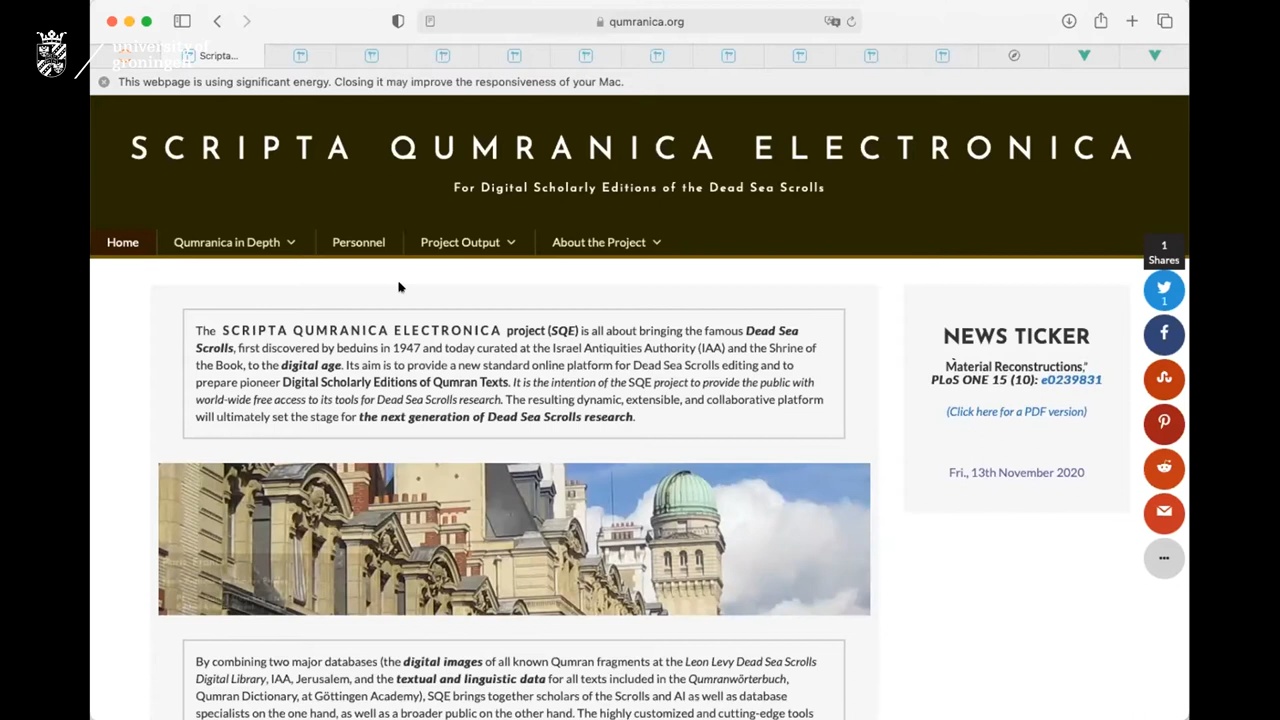 university of
groningen
qumranica.org
Scripta...
This webpage is using significant energy. Closing it may improve the responsiveness of your Mac.
SCRIPTA QUMRANICA ELECTRONICA
For Digital Scholarly Editions of the Dead Sea Scrolls
Home
Qumranica in Depth
Personnel
Project Output
About the Project
1
Shares
1
The SCRIPTA QUMRANICA ELECTRONICA project (SQE) is all about bringing the famous Dead Sea
Scrolls, first discovered by beduins in 1947 and today curated at the Israel Antiquities Authority (IAA) and the Shrine of
the Book, to the digital age. Its aim is to provide a new standard online platform for Dead Sea Scrolls editing and to
prepare pioneer Digital Scholarly Editions of Qumran Texts. It is the intention of the SQE project to provide the public with
world-wide free access to its tools for Dead Sea Scrolls research. The resulting dynamic, extensible, and collaborative platform
will ultimately set the stage for the next generation of Dead Sea Scrolls research.
NEWS TICKER
Material Reconstructions,"
PLoS ONE 15 (10): e0239831
(Click here for a PDF version)
Fri., 13th November 2020
By combining two major databases (the digital images of all known Qumran fragments at the Leon Levy Dead Sea Scrolls
Digital Library, IAA, Jerusalem, and the textual and linguistic data for all texts included in the Qumranwörterbuch,
Qumran Dictionary, at Göttingen Academy), SQE brings together scholars of the Scrolls and AI as well as database
specialists on the one hand, as well as a broader public on the other hand. The highly customized and cutting-edge tools